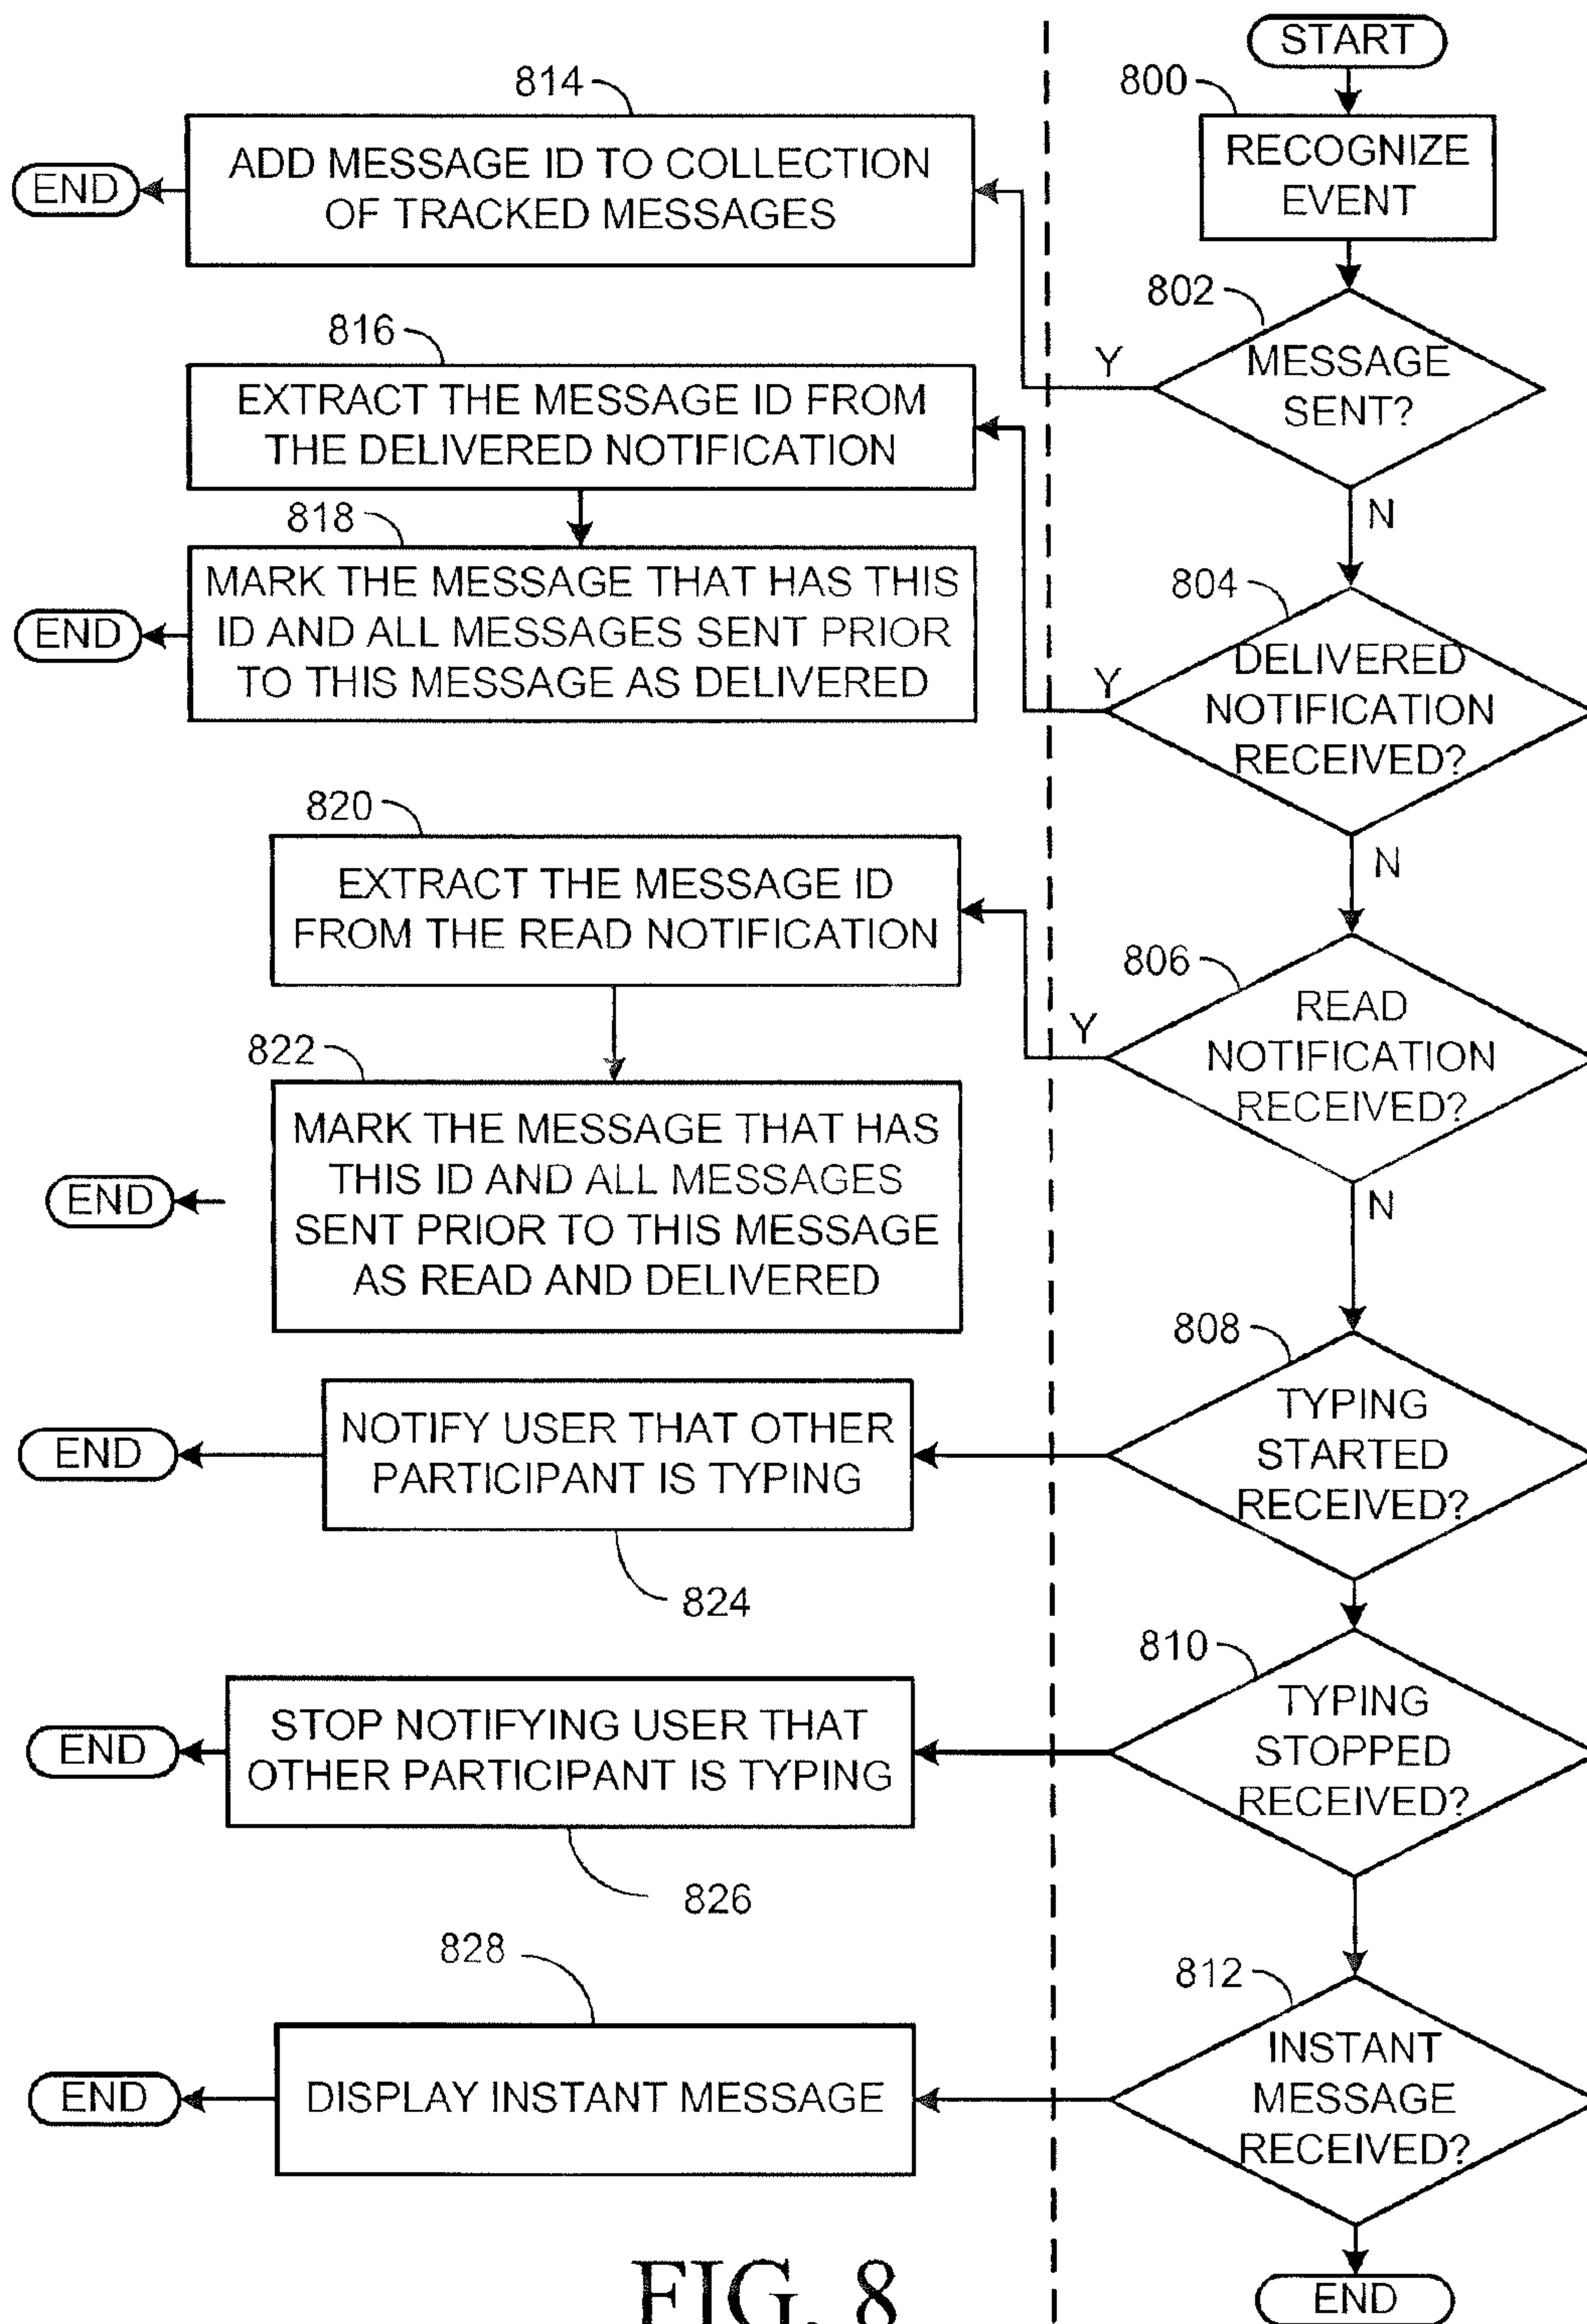 START
800
RECOGNIZE
EVENT
814
ADD MESSAGE ID TO COLLECTION
OF TRACKED MESSAGES
END
802
MESSAGE
SENT?
Y
N
816
EXTRACT THE MESSAGE ID FROM
THE DELIVERED NOTIFICATION
818
MARK THE MESSAGE THAT HAS THIS
ID AND ALL MESSAGES SENT PRIOR
TO THIS MESSAGE AS DELIVERED
END
804
DELIVERED
NOTIFICATION
RECEIVED?
Y
N
820
EXTRACT THE MESSAGE ID
FROM THE READ NOTIFICATION
806
READ
NOTIFICATION
RECEIVED?
Y
N
822
MARK THE MESSAGE THAT HAS
THIS ID AND ALL MESSAGES
SENT PRIOR TO THIS MESSAGE
AS READ AND DELIVERED
END
808
TYPING
STARTED
RECEIVED?
NOTIFY USER THAT OTHER
PARTICIPANT IS TYPING
END
824
810
TYPING
STOPPED
RECEIVED?
STOP NOTIFYING USER THAT
OTHER PARTICIPANT IS TYPING
END
826
828
812
INSTANT
MESSAGE
RECEIVED?
DISPLAY INSTANT MESSAGE
END
END
FIG. 8